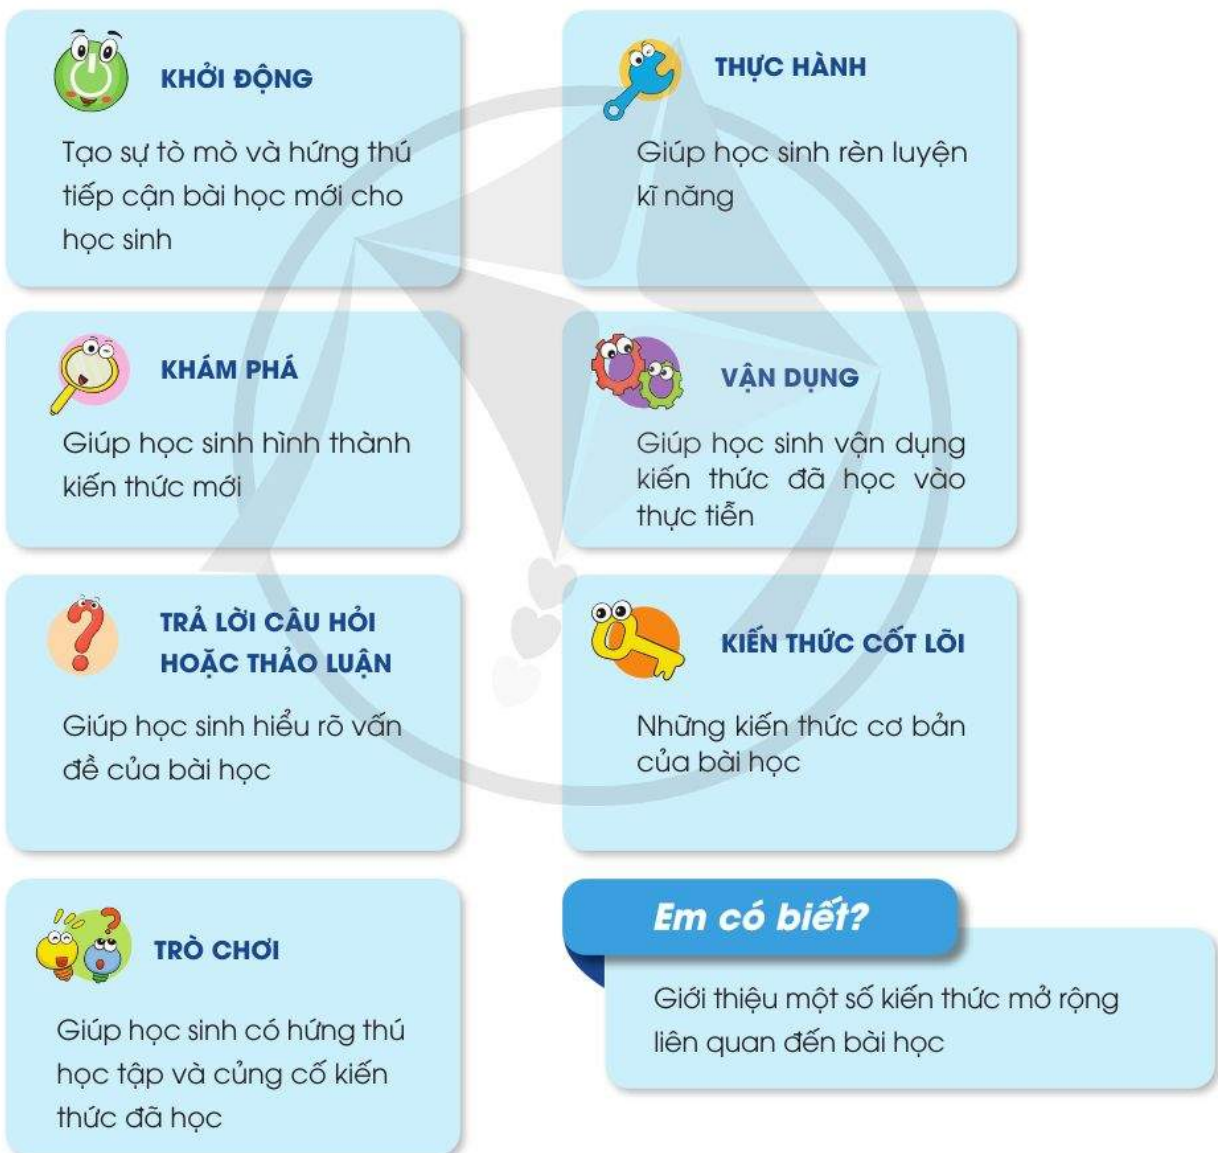 KHỞI ĐỘNG
Tạo sự tò mò và hứng thú
tiếp cận bài học mới cho
học sinh
KHÁM PHÁ
Giúp học sinh hình thành
kiến thức mới
TRẢ LỜI CÂU HỎI
HOẶC THẢO LUẬN
Giúp học sinh hiểu rõ vấn
đề của bài học
TRÒ CHƠI
Giúp học sinh có hứng thú
học tập và củng cố kiến
thức đã học
THỰC HÀNH
Giúp học sinh rèn luyện
kĩ năng
VẬN DỤNG
Giúp học sinh vận dụng
kiến thức đã học vào
thực tiễn
KIẾN THỨC CỐT LÕI
Những kiến thức cơ bản
của bài học
Em có biết?
Giới thiệu một số kiến thức mở rộng
liên quan đến bài học